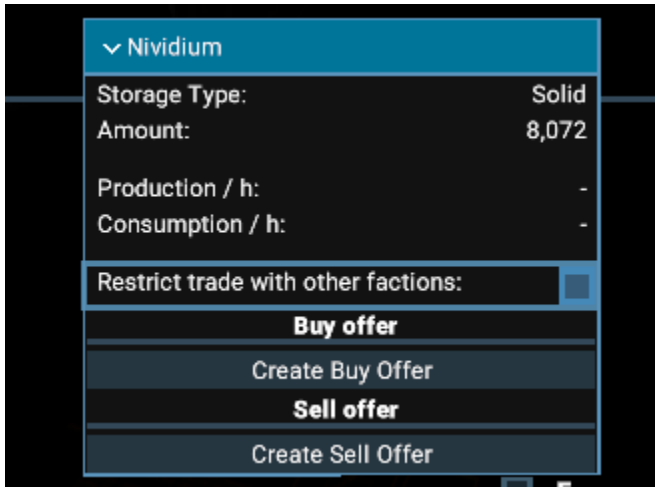 Nividium
Storage Type: Solid
Amount: 8,072
Production / h: -
Consumption / h: -
Restrict trade with other factions:
Buy offer
Create Buy Offer
Sell offer
Create Sell Offer